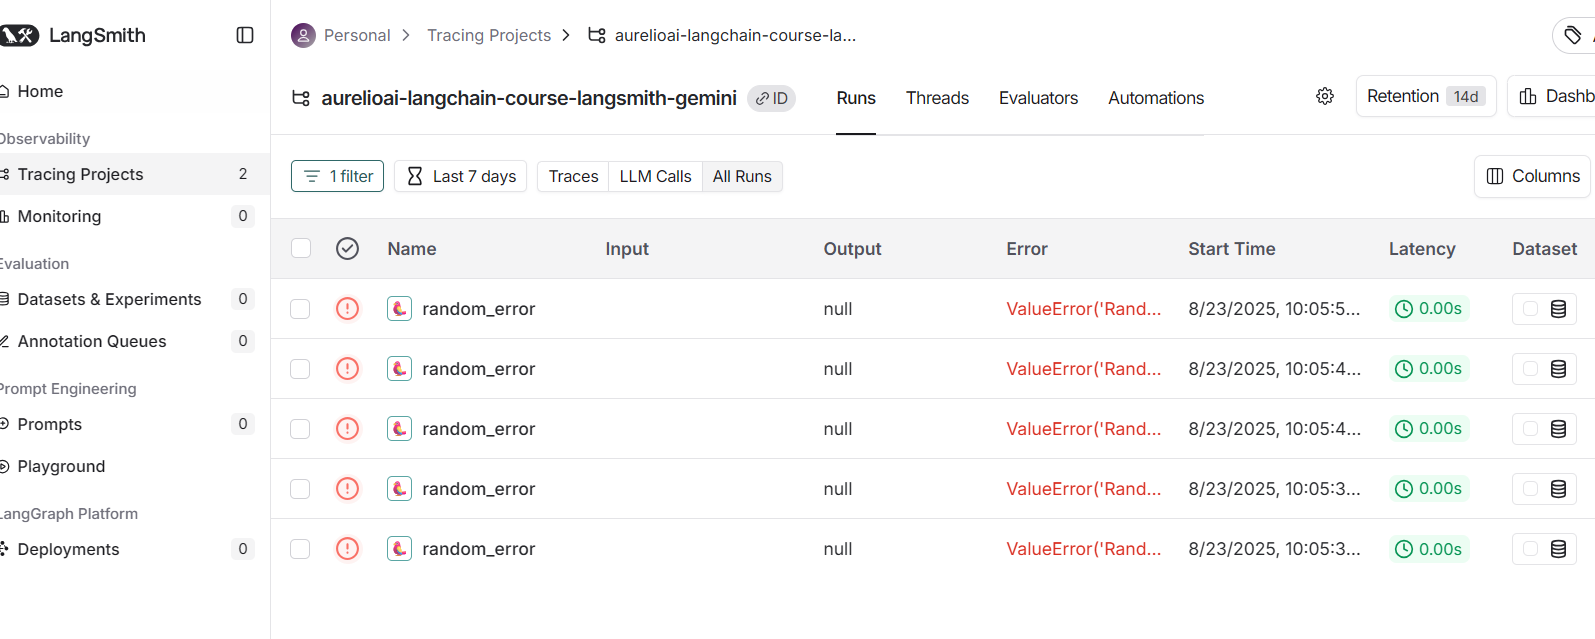 LangSmith
Personal > Tracing Projects > aurelioai-langchain-course-la...
Home
Observability
Tracing Projects 2
Monitoring 0
Evaluation
Datasets & Experiments 0
Annotation Queues 0
Prompt Engineering
Prompts 0
Playground
LangGraph Platform
Deployments 0
aurelioai-langchain-course-langsmith-gemini ID
Runs Threads Evaluators Automations
Retention 14d
Dashb
1 filter
Last 7 days
Traces LLM Calls All Runs
Columns
Name Input Output Error Start Time Latency Dataset
random_error null ValueError('Rand... 8/23/2025, 10:05:5... 0.00s
random_error null ValueError('Rand... 8/23/2025, 10:05:4... 0.00s
random_error null ValueError('Rand... 8/23/2025, 10:05:4... 0.00s
random_error null ValueError('Rand... 8/23/2025, 10:05:3... 0.00s
random_error null ValueError('Rand... 8/23/2025, 10:05:3... 0.00s